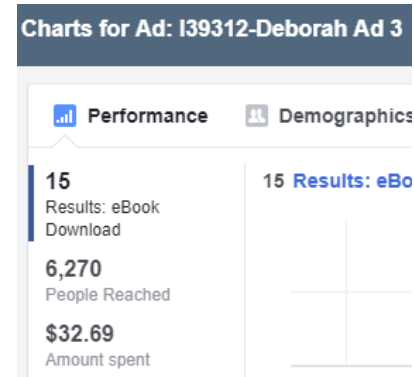 Charts for Ad: I39312-Deborah Ad 3
Performance Demographics
15
Results: eBook
Download
15 Results: eBo
6,270
People Reached
$32.69
Amount spent